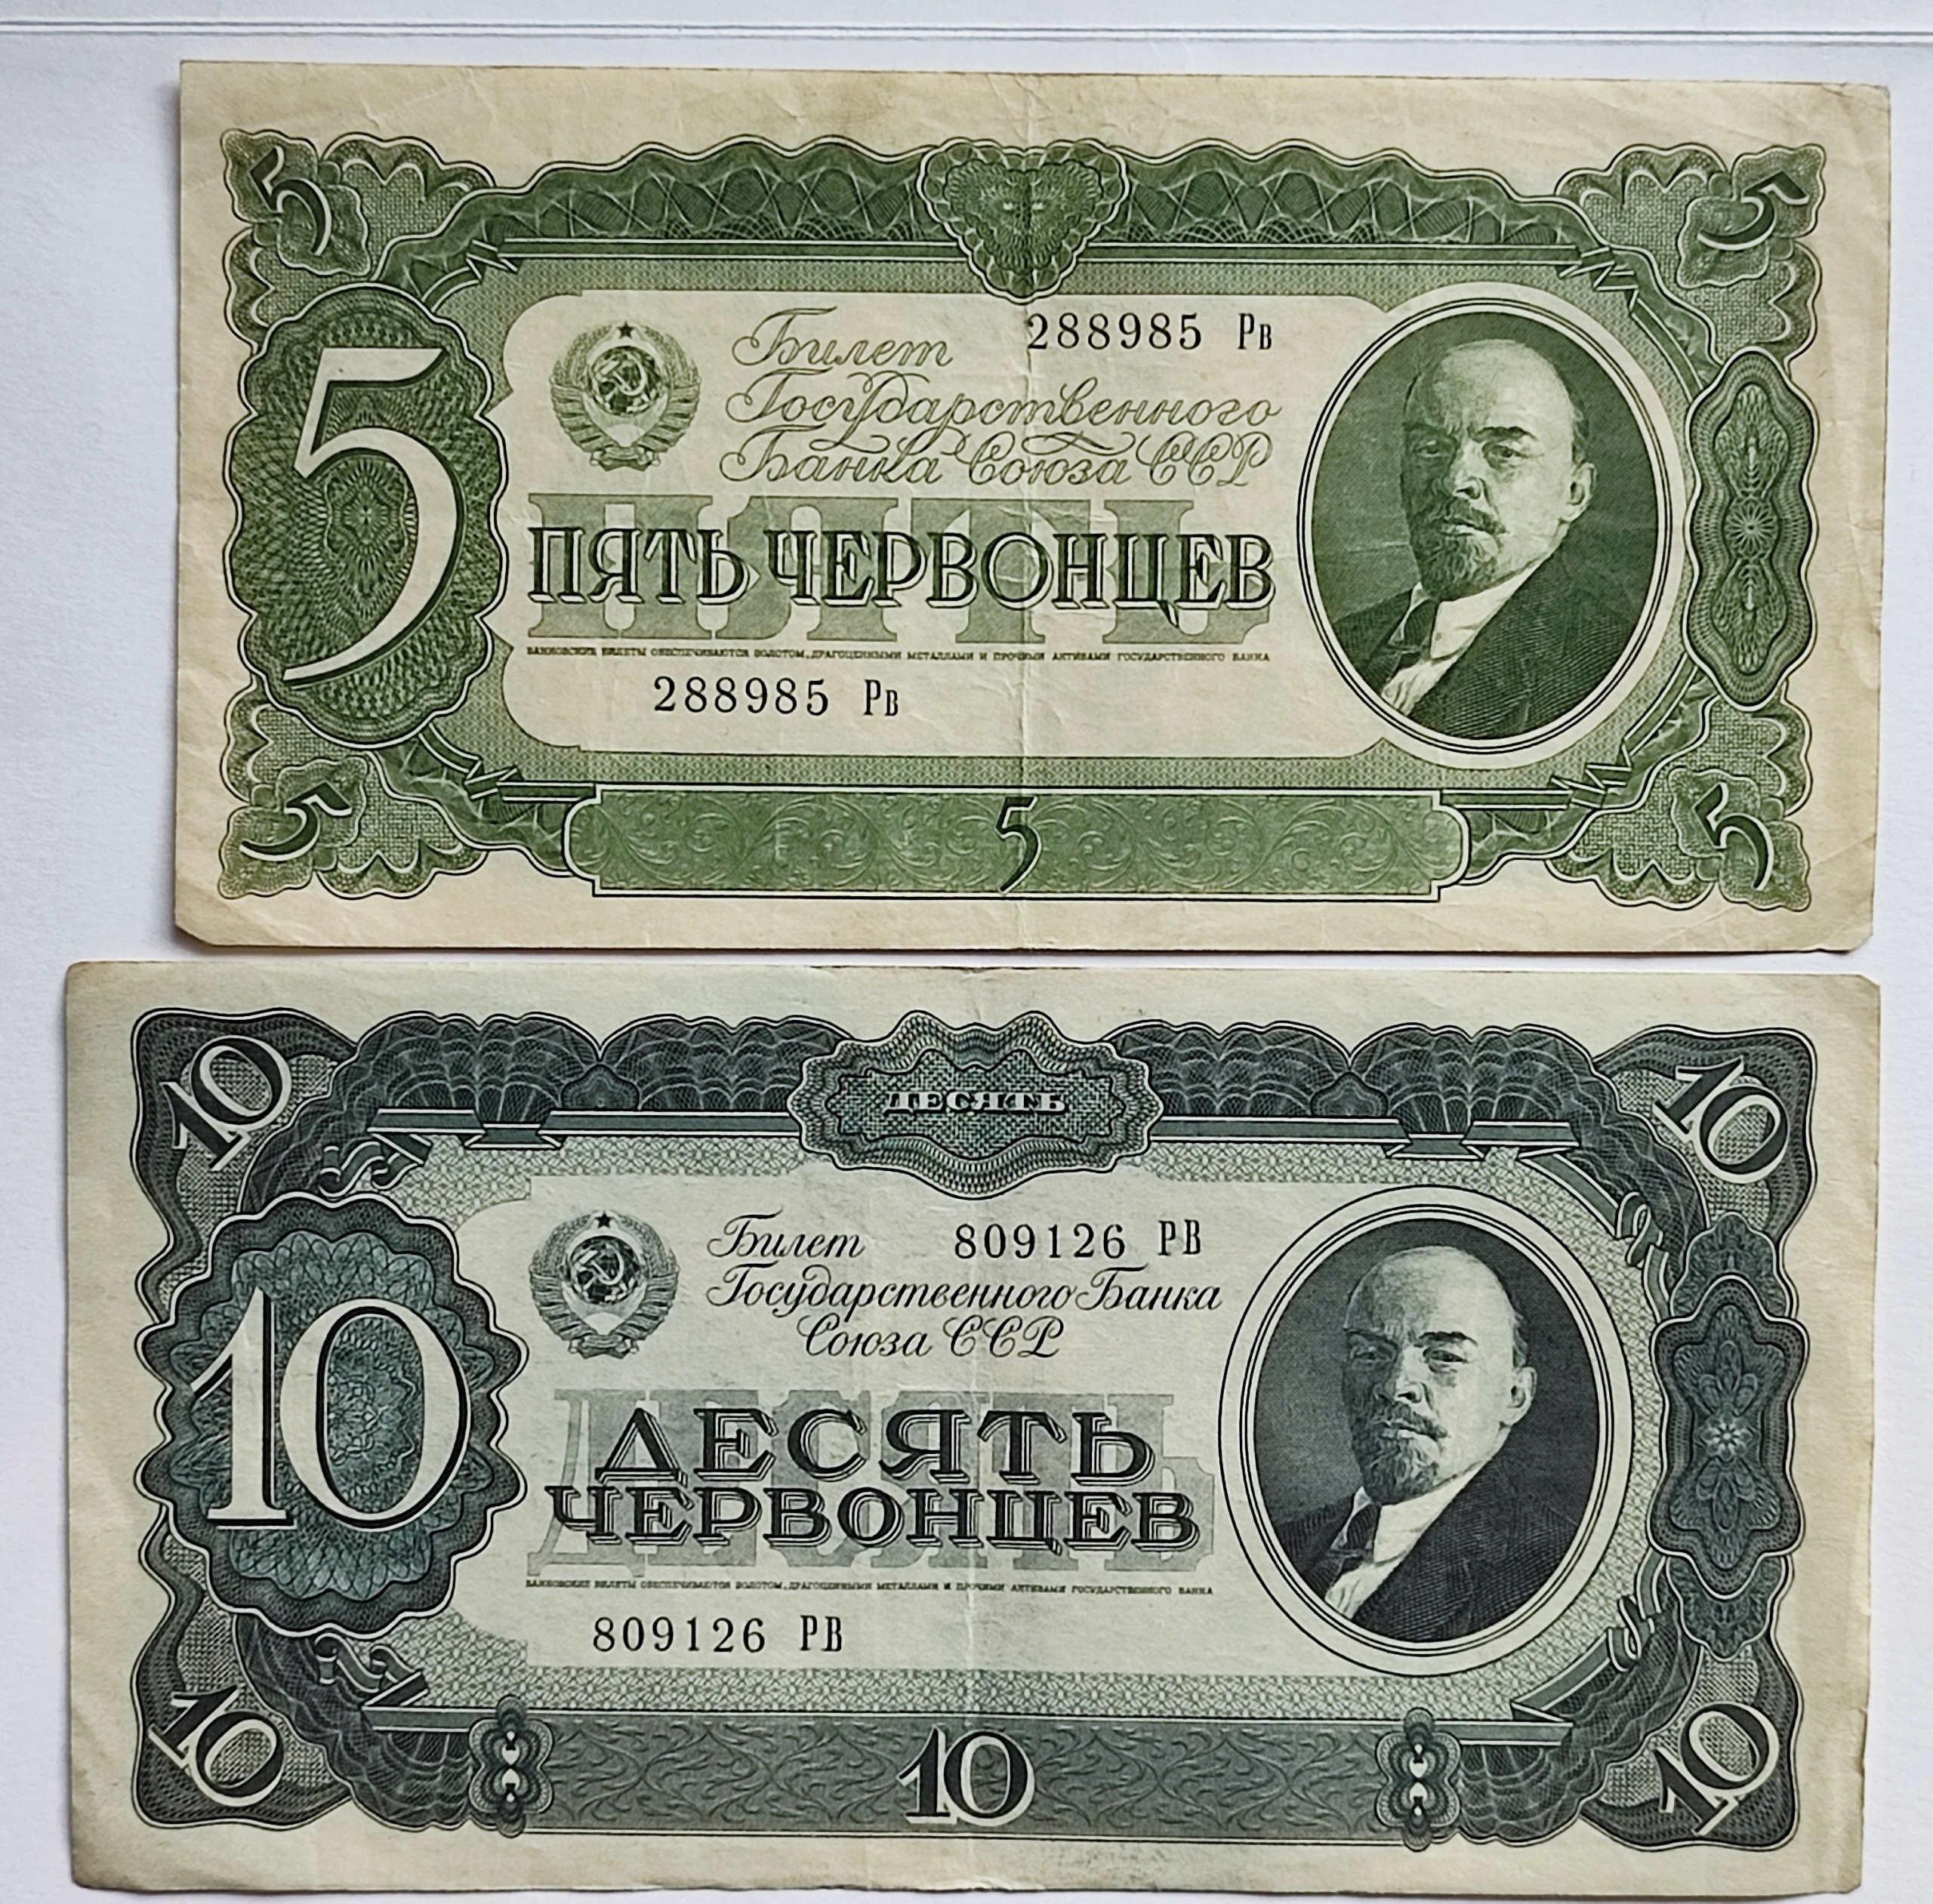 5
5
5
Билет
288985 Рв
Государственного
Банка Союза ССР
ПЯТЬ
ПЯТЬ ЧЕРВОНЦЕВ
БАНКОВСКИЕ БИЛЕТЫ ОБЕСПЕЧИВАЮТСЯ ЗОЛОТОМ, ДРАГОЦЕННЫМИ МЕТАЛЛАМИ И ПРОЧИМИ АКТИВАМИ ГОСУДАРСТВЕННОГО БАНКА
288985 Рв
5
5
5
10
ДЕСЯТЬ
10
10
Билет
809126 РВ
Государственного Банка
Союза ССР
ДЕСЯТЬ
ДЕСЯТЬ
ЧЕРВОНЦЕВ
БАНКОВСКИЕ БИЛЕТЫ ОБЕСПЕЧИВАЮТСЯ ЗОЛОТОМ, ДРАГОЦЕННЫМИ МЕТАЛЛАМИ И ПРОЧИМИ АКТИВАМИ ГОСУДАРСТВЕННОГО БАНКА
809126 РВ
10
10
10